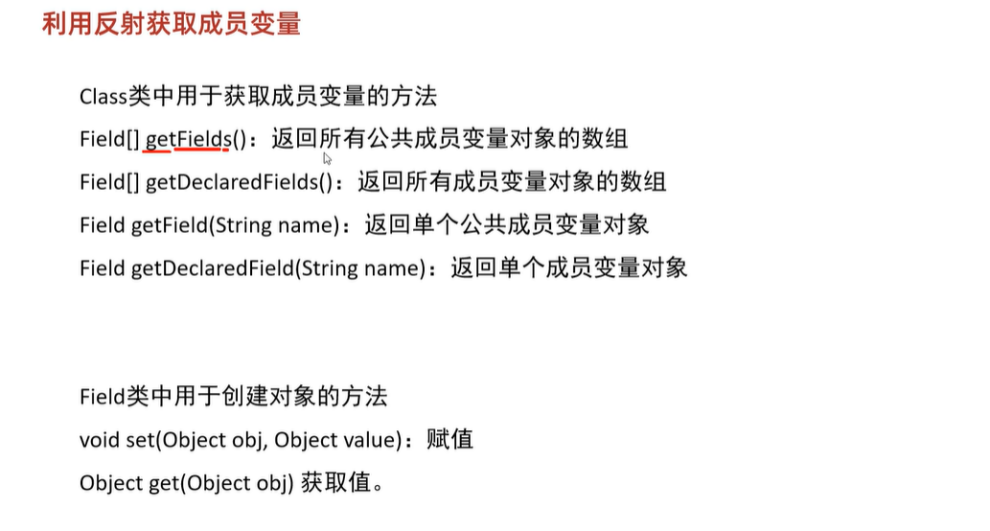 利用反射获取成员变量
Class类中用于获取成员变量的方法
Field[] getFields()：返回所有公共成员变量对象的数组
Field[] getDeclaredFields()：返回所有成员变量对象的数组
Field getField(String name)：返回单个公共成员变量对象
Field getDeclaredField(String name)：返回单个成员变量对象
Field类中用于创建对象的方法
void set(Object obj, Object value)：赋值
Object get(Object obj) 获取值。